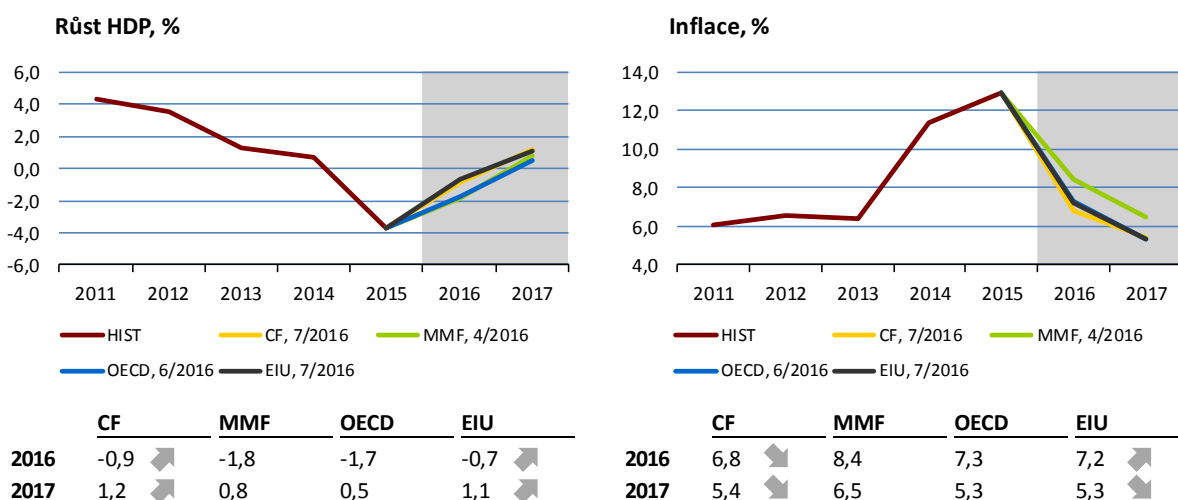 Růst HDP, %
6,0
4,0
2,0
0,0
-2,0
-4,0
-6,0
2011 2012 2013 2014 2015 2016 2017
HIST CF, 7/2016 MMF, 4/2016
OECD, 6/2016 EIU, 7/2016
CF MMF OECD EIU
2016 -0,9 -1,8 -1,7 -0,7
2017 1,2 0,8 0,5 1,1
Inflace, %
14,0
12,0
10,0
8,0
6,0
4,0
2011 2012 2013 2014 2015 2016 2017
HIST CF, 7/2016 MMF, 4/2016
OECD, 6/2016 EIU, 7/2016
CF MMF OECD EIU
2016 6,8 8,4 7,3 7,2
2017 5,4 6,5 5,3 5,3